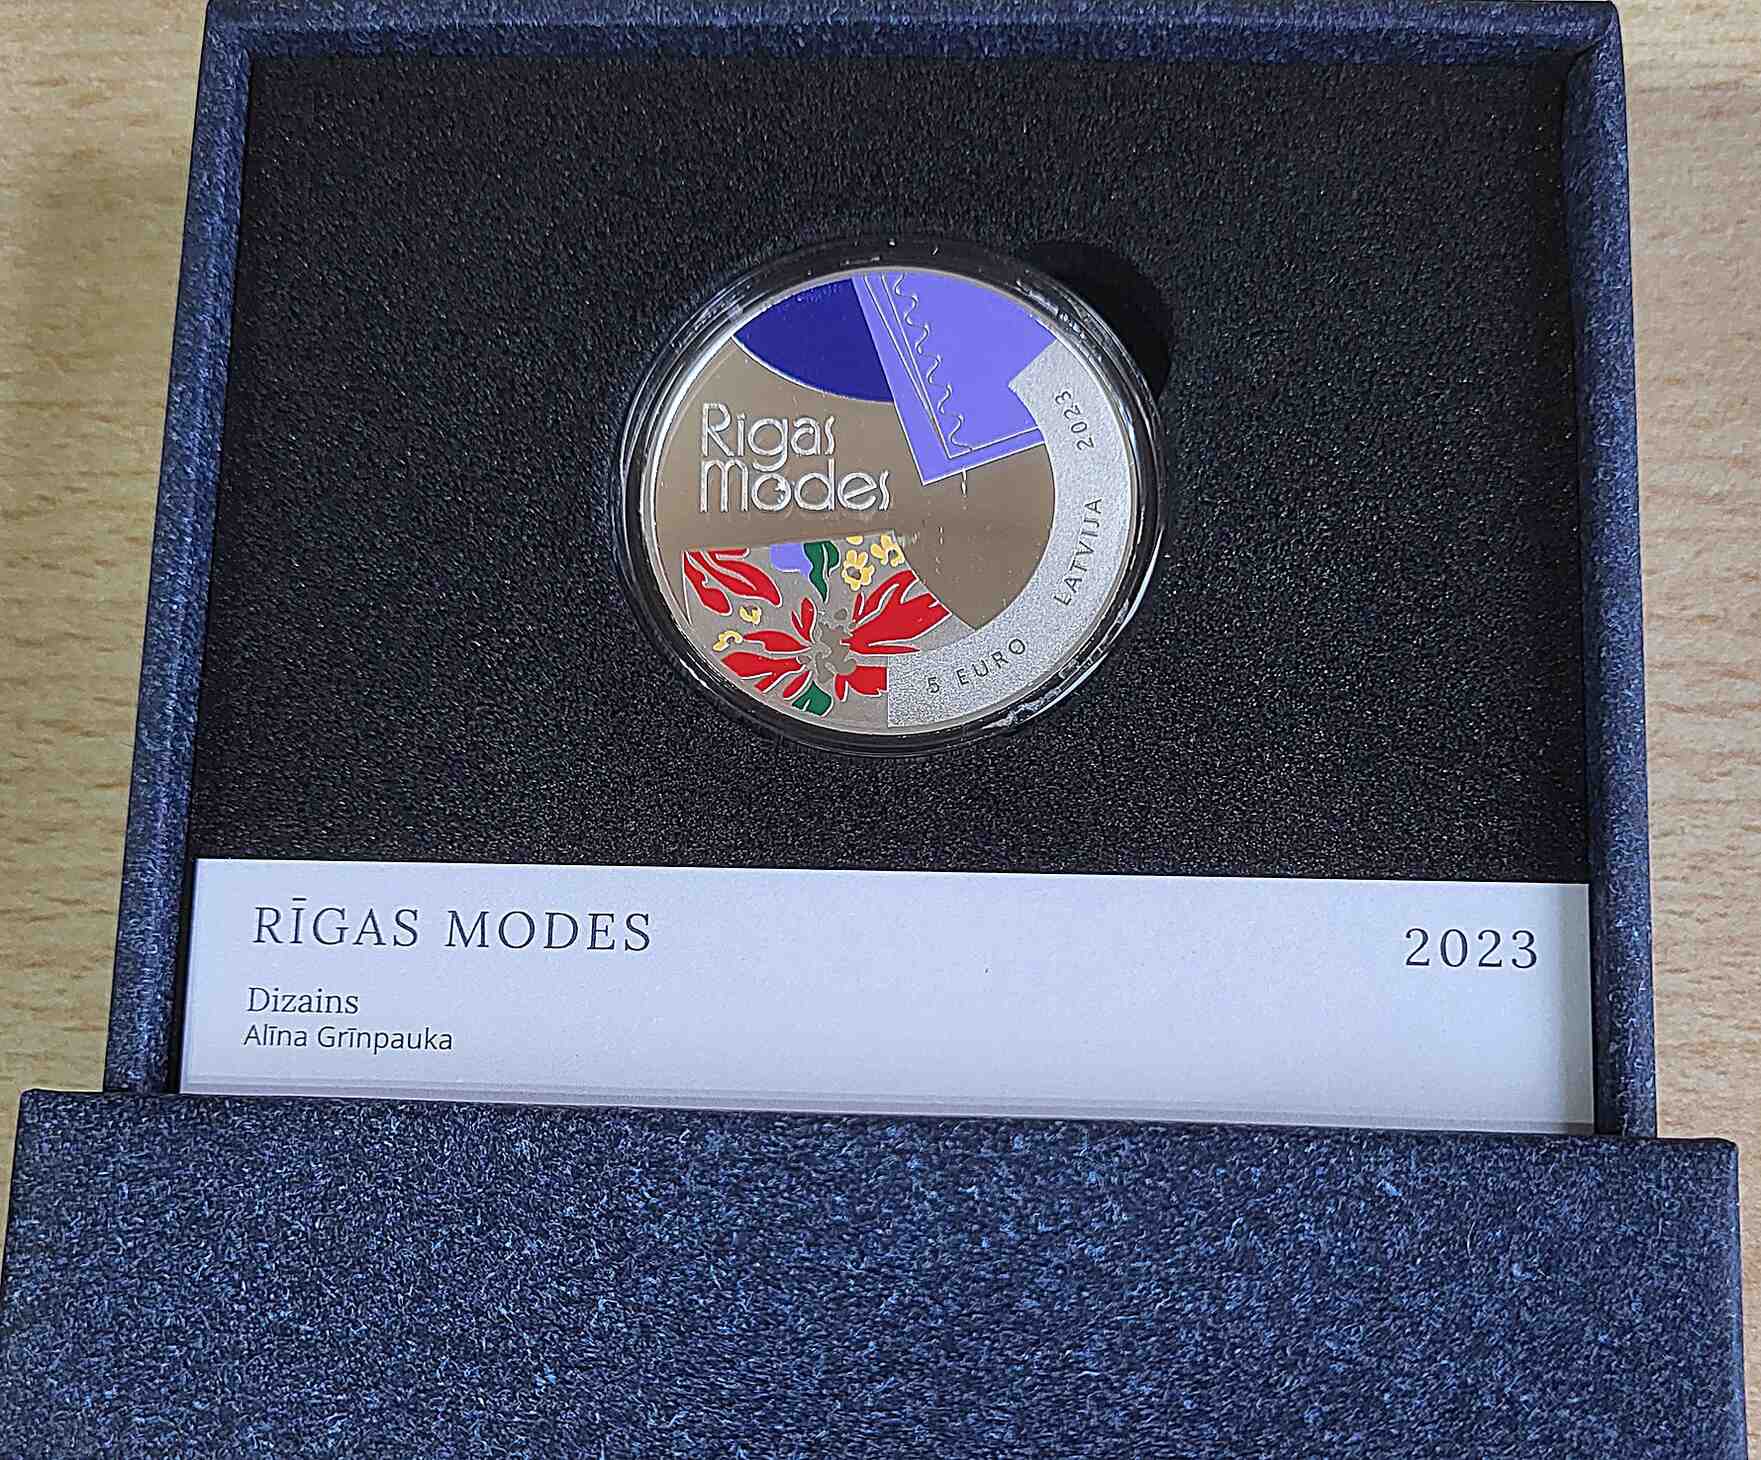 Rigas
Modes
5 EURO LATVIJA 2023
RĪGAS MODES
2023
Dizains
Alīna Grīnpauka